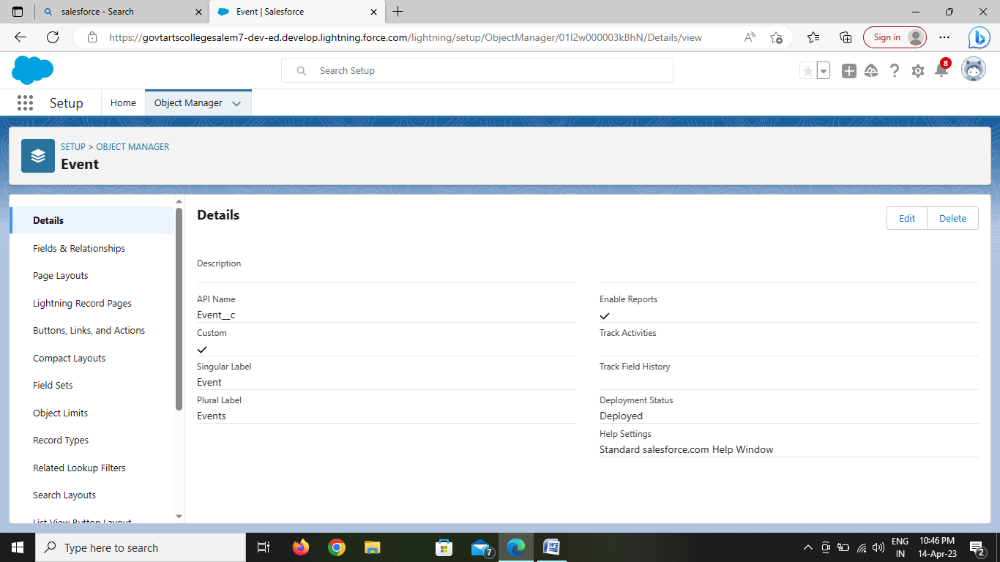 salesforce - Search
Event | Salesforce
https://govtartscollegesalem7-dev-ed.develop.lightning.force.com/lightning/setup/ObjectManager/01I2w000003kBhN/Details/view
Sign in
Search Setup
8
Setup
Home
Object Manager
SETUP > OBJECT MANAGER
Event
Details
Fields & Relationships
Page Layouts
Lightning Record Pages
Buttons, Links, and Actions
Compact Layouts
Field Sets
Object Limits
Record Types
Related Lookup Filters
Search Layouts
List View Button Layout
Details
Edit
Delete
Description
API Name
Event__c
Custom
Singular Label
Event
Plural Label
Events
Enable Reports
Track Activities
Track Field History
Deployment Status
Deployed
Help Settings
Standard salesforce.com Help Window
Type here to search
7
ENG
IN
10:46 PM
14-Apr-23
2